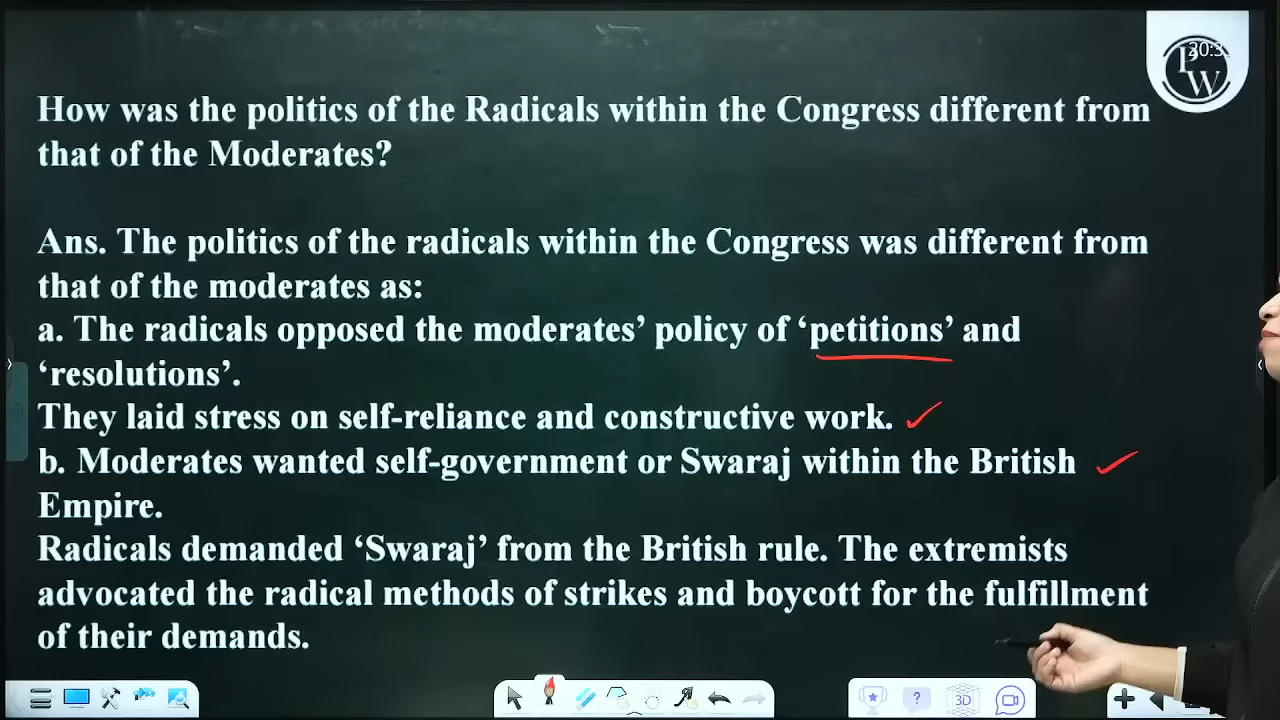 20:3
PW
How was the politics of the Radicals within the Congress different from
that of the Moderates?
Ans. The politics of the radicals within the Congress was different from
that of the moderates as:
a. The radicals opposed the moderates’ policy of ‘petitions’ and
‘resolutions’.
They laid stress on self-reliance and constructive work.
b. Moderates wanted self-government or Swaraj within the British
Empire.
Radicals demanded ‘Swaraj’ from the British rule. The extremists
advocated the radical methods of strikes and boycott for the fulfillment
of their demands.
3D